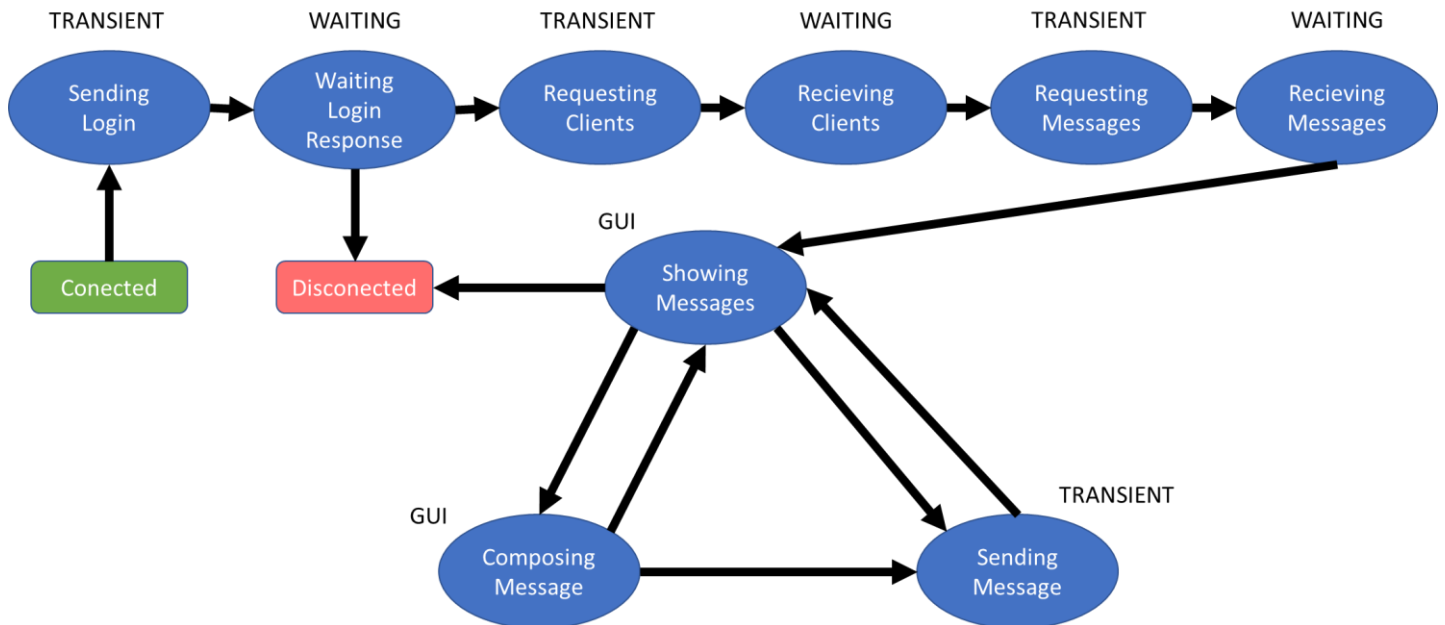 TRANSIENT
WAITING
TRANSIENT
WAITING
TRANSIENT
WAITING
Sending
Login
Waiting
Login
Response
Requesting
Clients
Recieving
Clients
Requesting
Messages
Recieving
Messages
GUI
Conected
Disconected
Showing
Messages
GUI
TRANSIENT
Composing
Message
Sending
Message